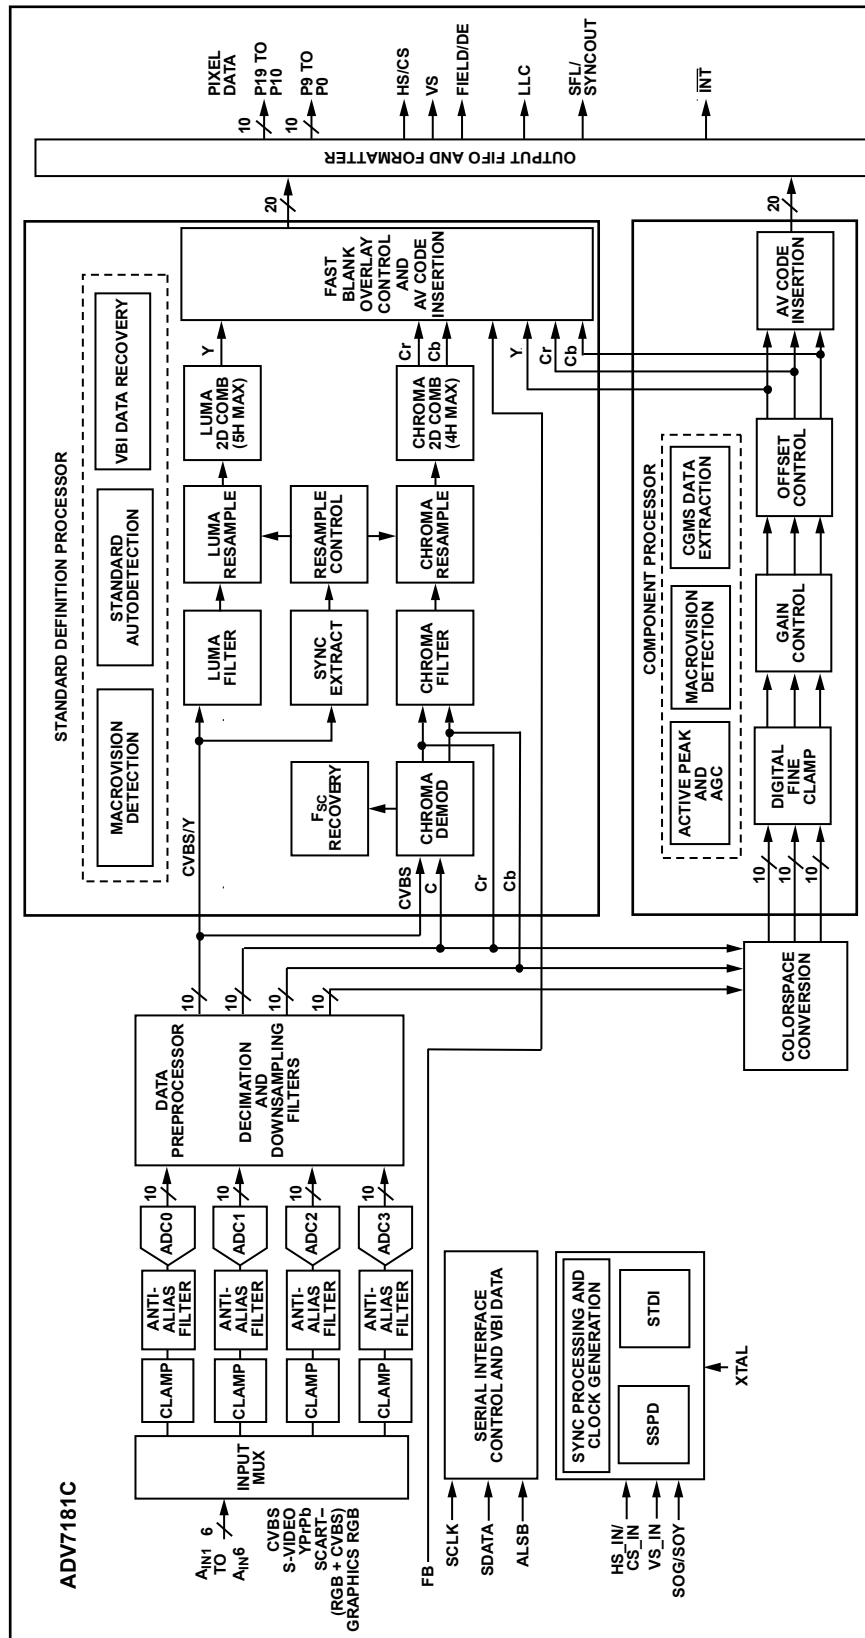 ADV7181C
A_IN1
TO
A_IN6
6
CVBS
S-VIDEO
YPrPb
SCART–
(RGB + CVBS)
GRAPHICS RGB
INPUT
MUX
CLAMP
ANTI-
ALIAS
FILTER
ADC0
10
CLAMP
ANTI-
ALIAS
FILTER
ADC1
10
CLAMP
ANTI-
ALIAS
FILTER
ADC2
10
CLAMP
ANTI-
ALIAS
FILTER
ADC3
10
DATA
PREPROCESSOR
DECIMATION
AND
DOWNSAMPLING
FILTERS
10
10
10
10
FB
SCLK
SDATA
ALSB
SERIAL INTERFACE
CONTROL AND VBI DATA
HS_IN/
CS_IN
VS_IN
SOG/SOY
SYNC PROCESSING AND
CLOCK GENERATION
SSPD
STDI
XTAL
STANDARD DEFINITION PROCESSOR
MACROVISION
DETECTION
STANDARD
AUTODETECTION
VBI DATA RECOVERY
CVBS/Y
LUMA
FILTER
LUMA
RESAMPLE
LUMA
2D COMB
(5H MAX)
Y
SYNC
EXTRACT
RESAMPLE
CONTROL
FSC
RECOVERY
CVBS
C
CHROMA
DEMOD
CHROMA
FILTER
CHROMA
RESAMPLE
CHROMA
2D COMB
(4H MAX)
Cr
Cb
Cr
Cb
Y
Cr
Cb
FAST
BLANK
OVERLAY
CONTROL
AND
AV CODE
INSERTION
20
COLORSPACE
CONVERSION
10
10
10
COMPONENT PROCESSOR
ACTIVE PEAK
AND
AGC
MACROVISION
DETECTION
CGMS DATA
EXTRACTION
DIGITAL
FINE
CLAMP
GAIN
CONTROL
OFFSET
CONTROL
AV CODE
INSERTION
20
OUTPUT FIFO AND FORMATTER
PIXEL
DATA
10
P19 TO
P10
10
P9 TO
P0
HS/CS
VS
FIELD/DE
LLC
SFL/
SYNCOUT
INT